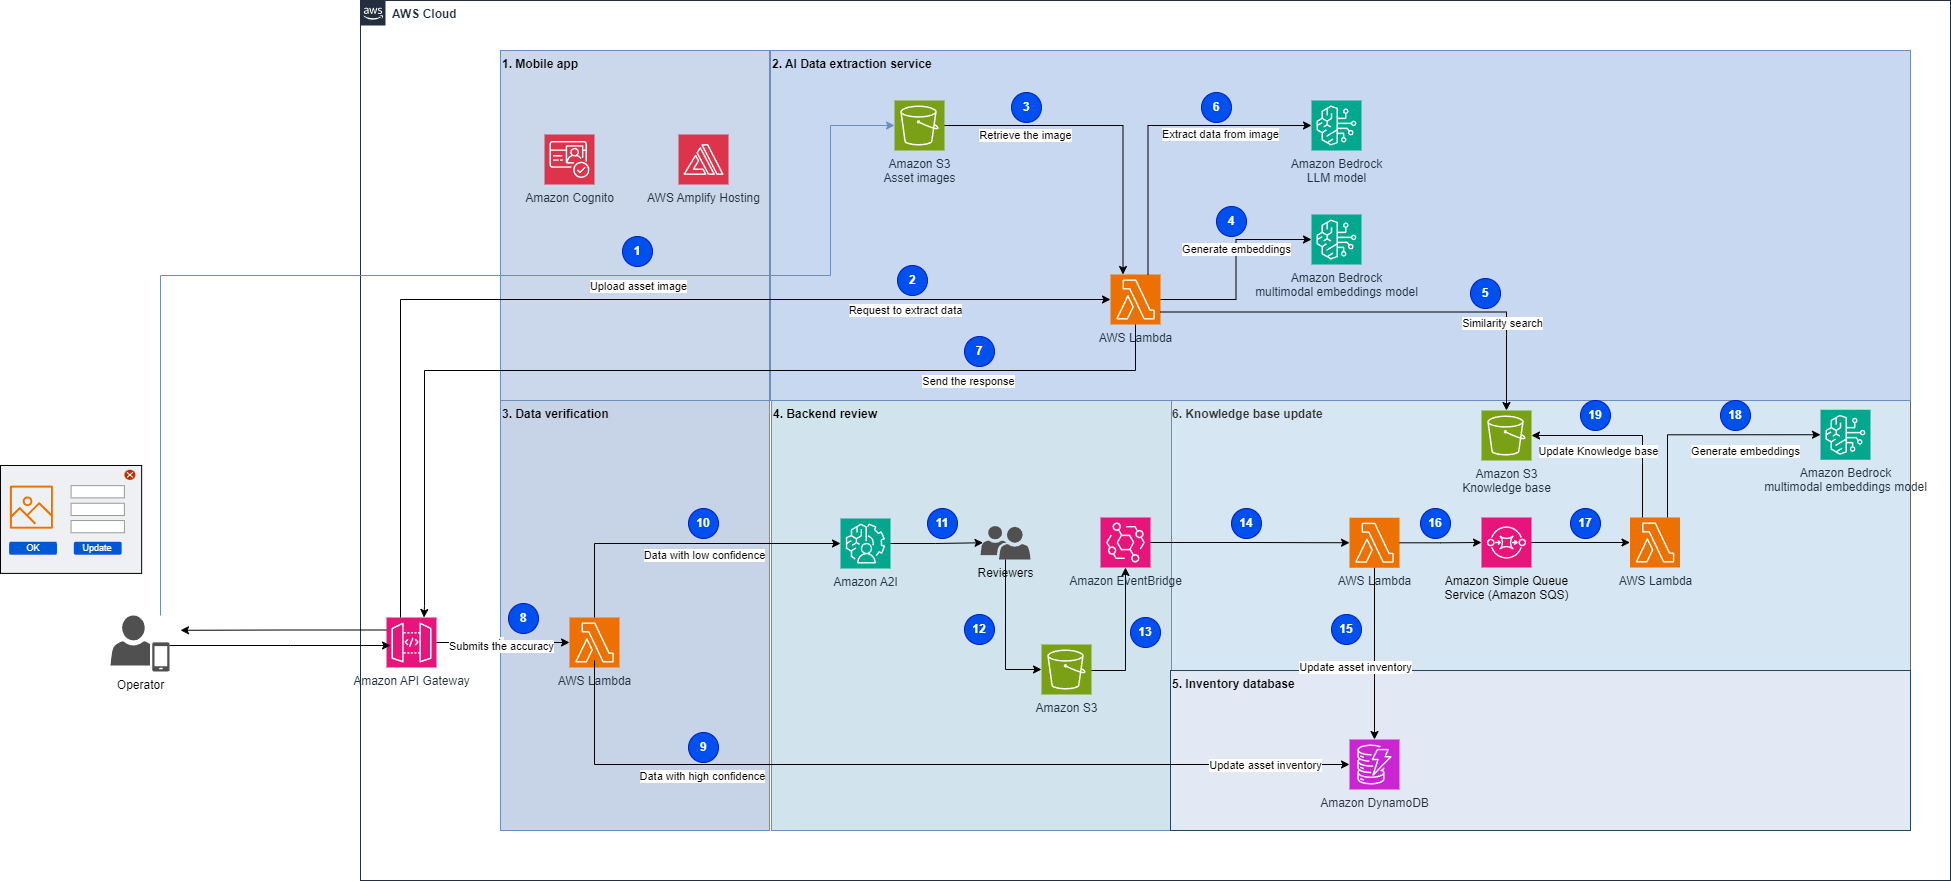 aws
AWS Cloud
1. Mobile app
2. AI Data extraction service
3
6
Retrieve the image
Extract data from image
Amazon S3
Asset images
Amazon Bedrock
LLM model
Amazon Cognito
AWS Amplify Hosting
1
4
Generate embeddings
Upload asset image
2
Amazon Bedrock
multimodal embeddings model
5
Request to extract data
Similarity search
AWS Lambda
7
Send the response
3. Data verification
4. Backend review
6. Knowledge base update
19
18
Update Knowledge base
Generate embeddings
Amazon S3
Knowledge base
Amazon Bedrock
multimodal embeddings model
OK
Update
10
11
14
16
17
Data with low confidence
Amazon A2I
Reviewers
Amazon EventBridge
AWS Lambda
Amazon Simple Queue
Service (Amazon SQS)
AWS Lambda
8
12
13
15
Submits the accuracy
Operator
Amazon API Gateway
AWS Lambda
Amazon S3
Update asset inventory
5. Inventory database
9
Data with high confidence
Update asset inventory
Amazon DynamoDB